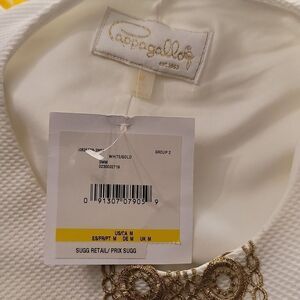 Pappagallo
WHITE/GOLD
GROUP 2
0 91307 07905 9
US/CA M
ES/FR/PT M DE M UK M
SUGG RETAIL/ PRIX SUGG